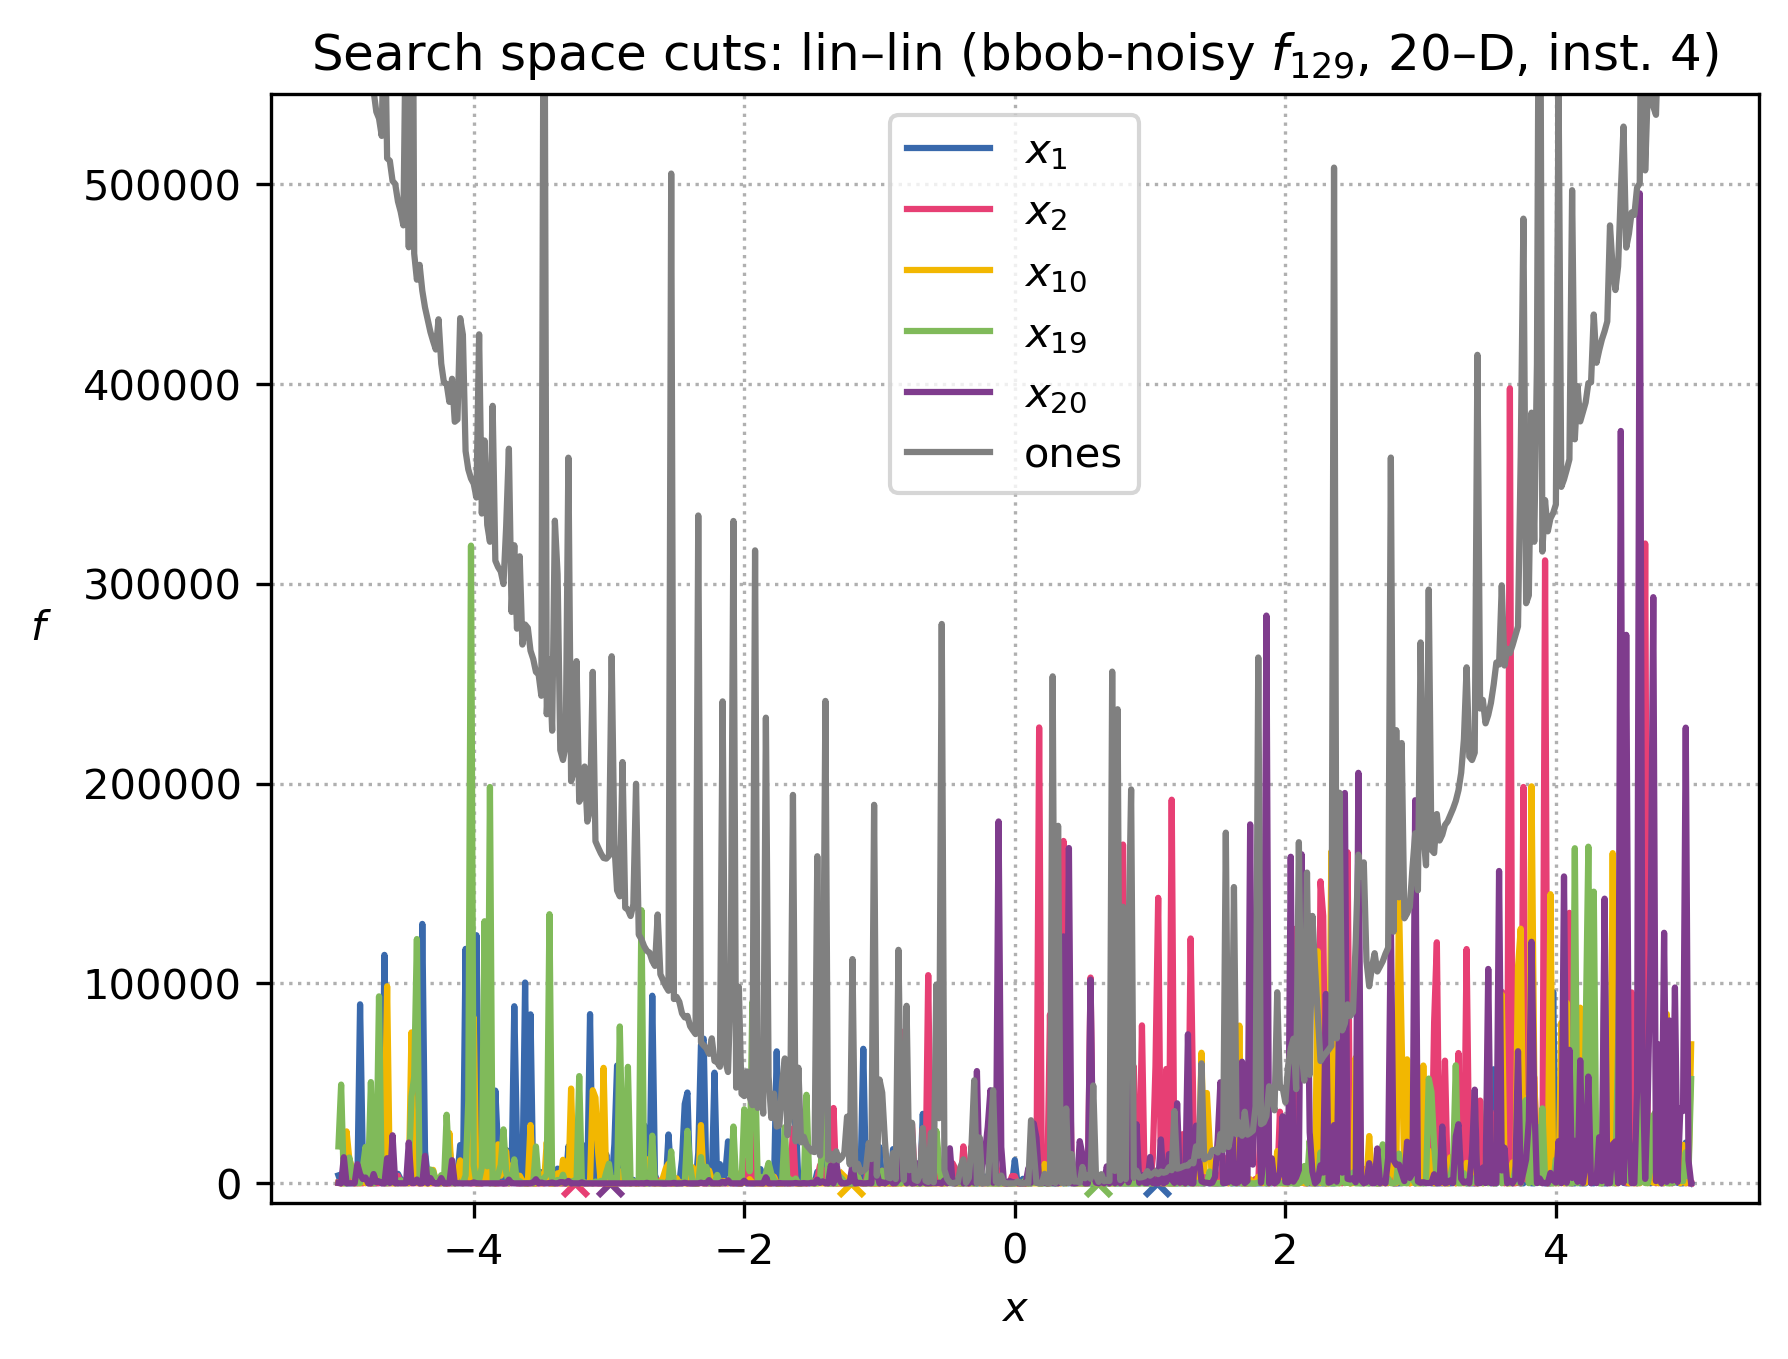 Search space cuts: lin–lin (bbob-noisy f₁₂₉, 20–D, inst. 4)
x₁
x₂
x₁₀
x₁₉
x₂₀
ones
500000
400000
300000
200000
100000
0
f
−4 −2 0 2 4
x